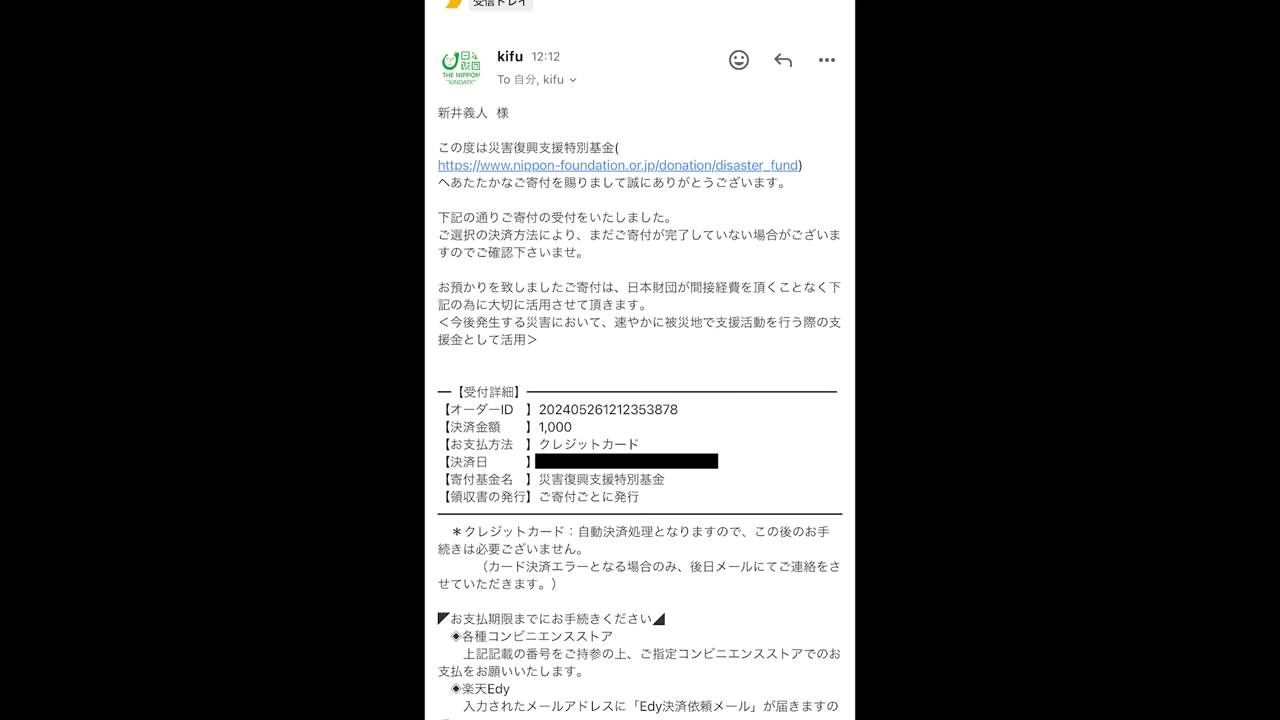 受信トレイ
kifu 12:12
To 自分, kifu
THE NIPPON
FOUNDATION
新井義人 様
この度は災害復興支援特別基金(
https://www.nippon-foundation.or.jp/donation/disaster_fund)
へあたたかなご寄付を賜りまして誠にありがとうございます。
下記の通りご寄付の受付をいたしました。
ご選択の決済方法により、まだご寄付が完了していない場合がございま
すのでご確認下さいませ。
お預かりを致しましたご寄付は、日本財団が間接経費を頂くことなく下
記の為に大切に活用させて頂きます。
＜今後発生する災害において、速やかに被災地で支援活動を行う際の支
援金として活用＞
━【受付詳細】━━━━━━━━━━━━━━━━━━━━
【オーダーID 】202405261212353878
【決済金額 】1,000
【お支払方法 】クレジットカード
【決済日 】
【寄付基金名 】災害復興支援特別基金
【領収書の発行】ご寄付ごとに発行
＊クレジットカード：自動決済処理となりますので、この後のお手
続きは必要ございません。
（カード決済エラーとなる場合のみ、後日メールにてご連絡をさ
せていただきます。）
◤お支払期限までにお手続きください◢
◈各種コンビニエンスストア
上記記載の番号をご持参の上、ご指定コンビニエンスストアでのお
支払をお願いいたします。
◈楽天Edy
入力されたメールアドレスに「Edy決済依頼メール」が届きますの